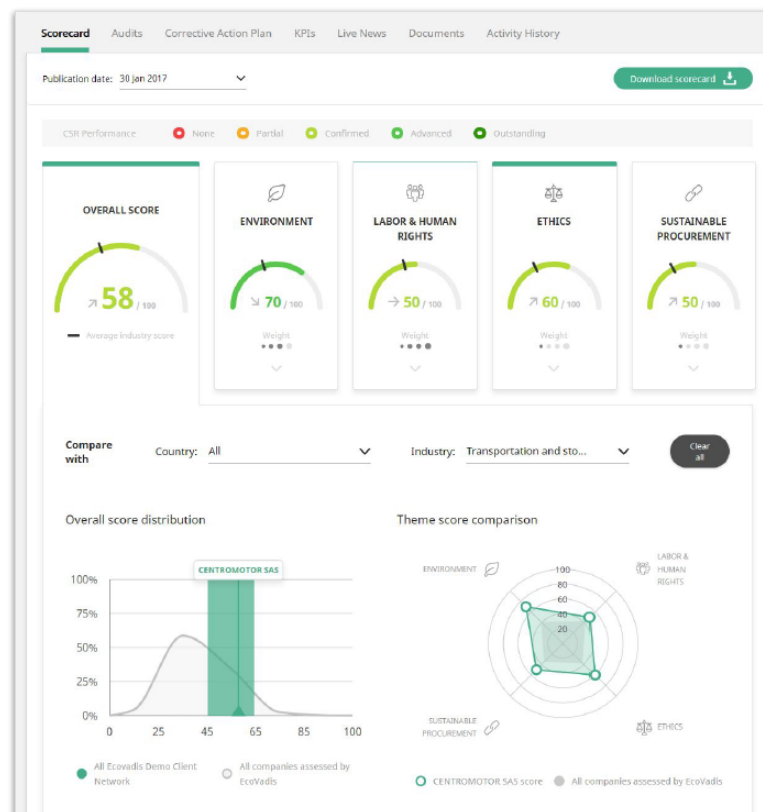 Scorecard Audits Corrective Action Plan KPIs Live News Documents Activity History
Publication date: 30 Jan 2017
Download scorecard
CSR Performance None Partial Confirmed Advanced Outstanding
OVERALL SCORE
58 / 100
Average industry score
ENVIRONMENT
70 / 100
Weight
LABOR & HUMAN
RIGHTS
50 / 100
Weight
ETHICS
60 / 100
Weight
SUSTAINABLE
PROCUREMENT
50 / 100
Weight
Compare
with
Country: All
Industry: Transportation and sto...
Clear
all
Overall score distribution
CENTROMOTOR SAS
100%
75%
50%
25%
0%
0 25 45 65 85 100
All Ecovadis Demo Client
Network
All companies assessed by
EcoVadis
Theme score comparison
ENVIRONMENT
LABOR &
HUMAN
RIGHTS
100
80
60
40
20
SUSTAINABLE
PROCUREMENT
ETHICS
CENTROMOTOR SAS score All companies assessed by EcoVadis